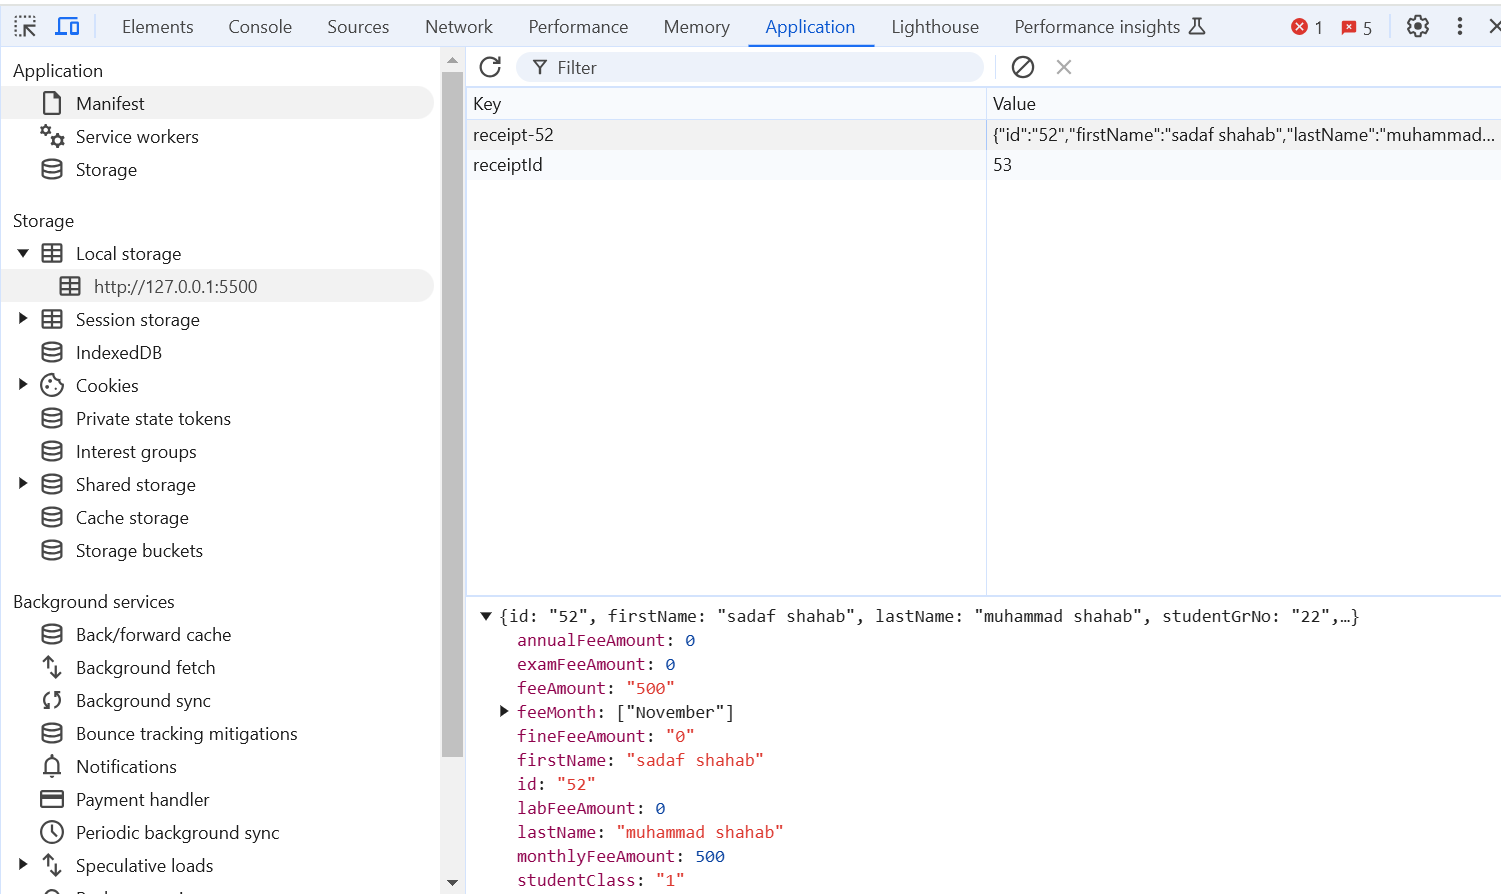 Elements Console Sources Network Performance Memory Application Lighthouse Performance insights 1 5
Application
Manifest
Service workers
Storage
Storage
Local storage
http://127.0.0.1:5500
Session storage
IndexedDB
Cookies
Private state tokens
Interest groups
Shared storage
Cache storage
Storage buckets
Background services
Back/forward cache
Background fetch
Background sync
Bounce tracking mitigations
Notifications
Payment handler
Periodic background sync
Speculative loads
Filter
Key Value
receipt-52 {"id":"52","firstName":"sadaf shahab","lastName":"muhammad...
receiptId 53
{id: "52", firstName: "sadaf shahab", lastName: "muhammad shahab", studentGrNo: "22",…}
annualFeeAmount: 0
examFeeAmount: 0
feeAmount: "500"
feeMonth: ["November"]
fineFeeAmount: "0"
firstName: "sadaf shahab"
id: "52"
labFeeAmount: 0
lastName: "muhammad shahab"
monthlyFeeAmount: 500
studentClass: "1"